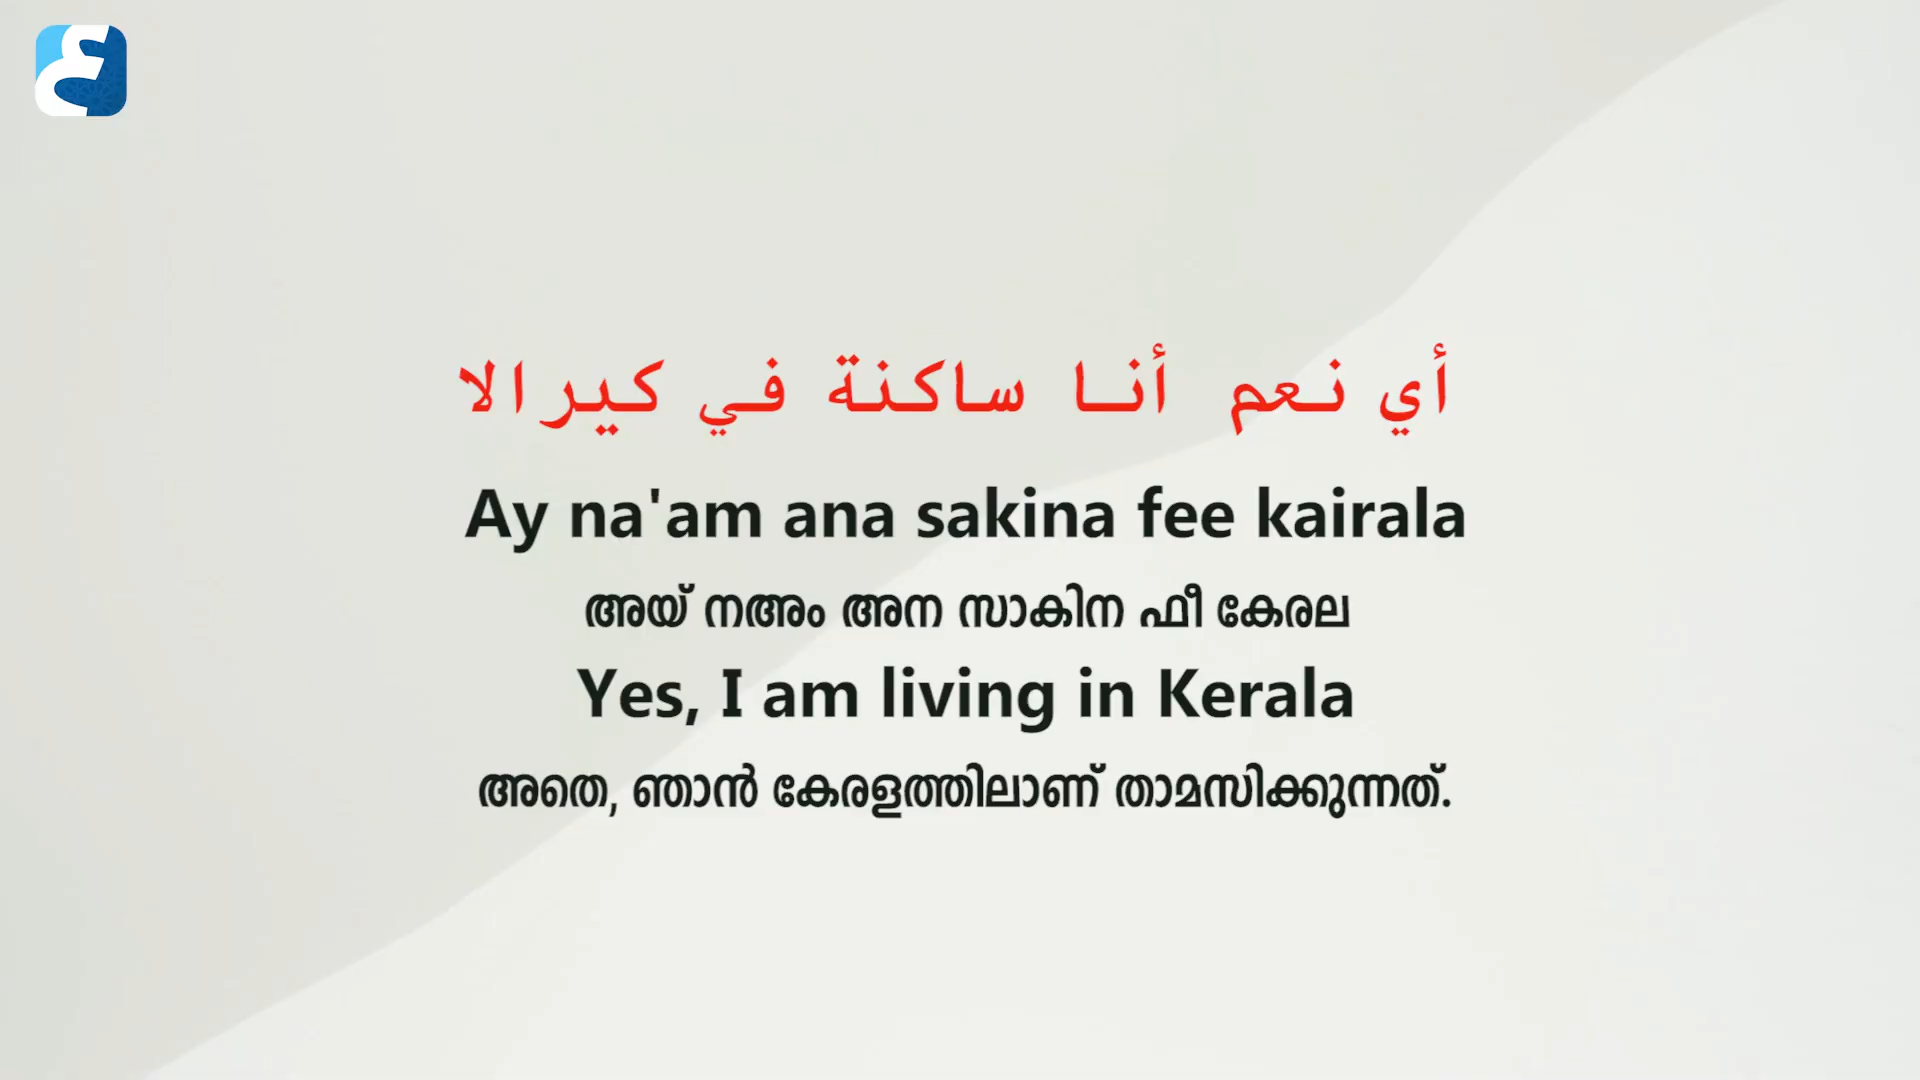 أي نعم أنا ساكنة في كيرالا
Ay na'am ana sakina fee kairala
അയ് നഅം അന സാകിന ഫീ കേരല
Yes, I am living in Kerala
അതെ, ഞാൻ കേരളത്തിലാണ് താമസിക്കുന്നത്.